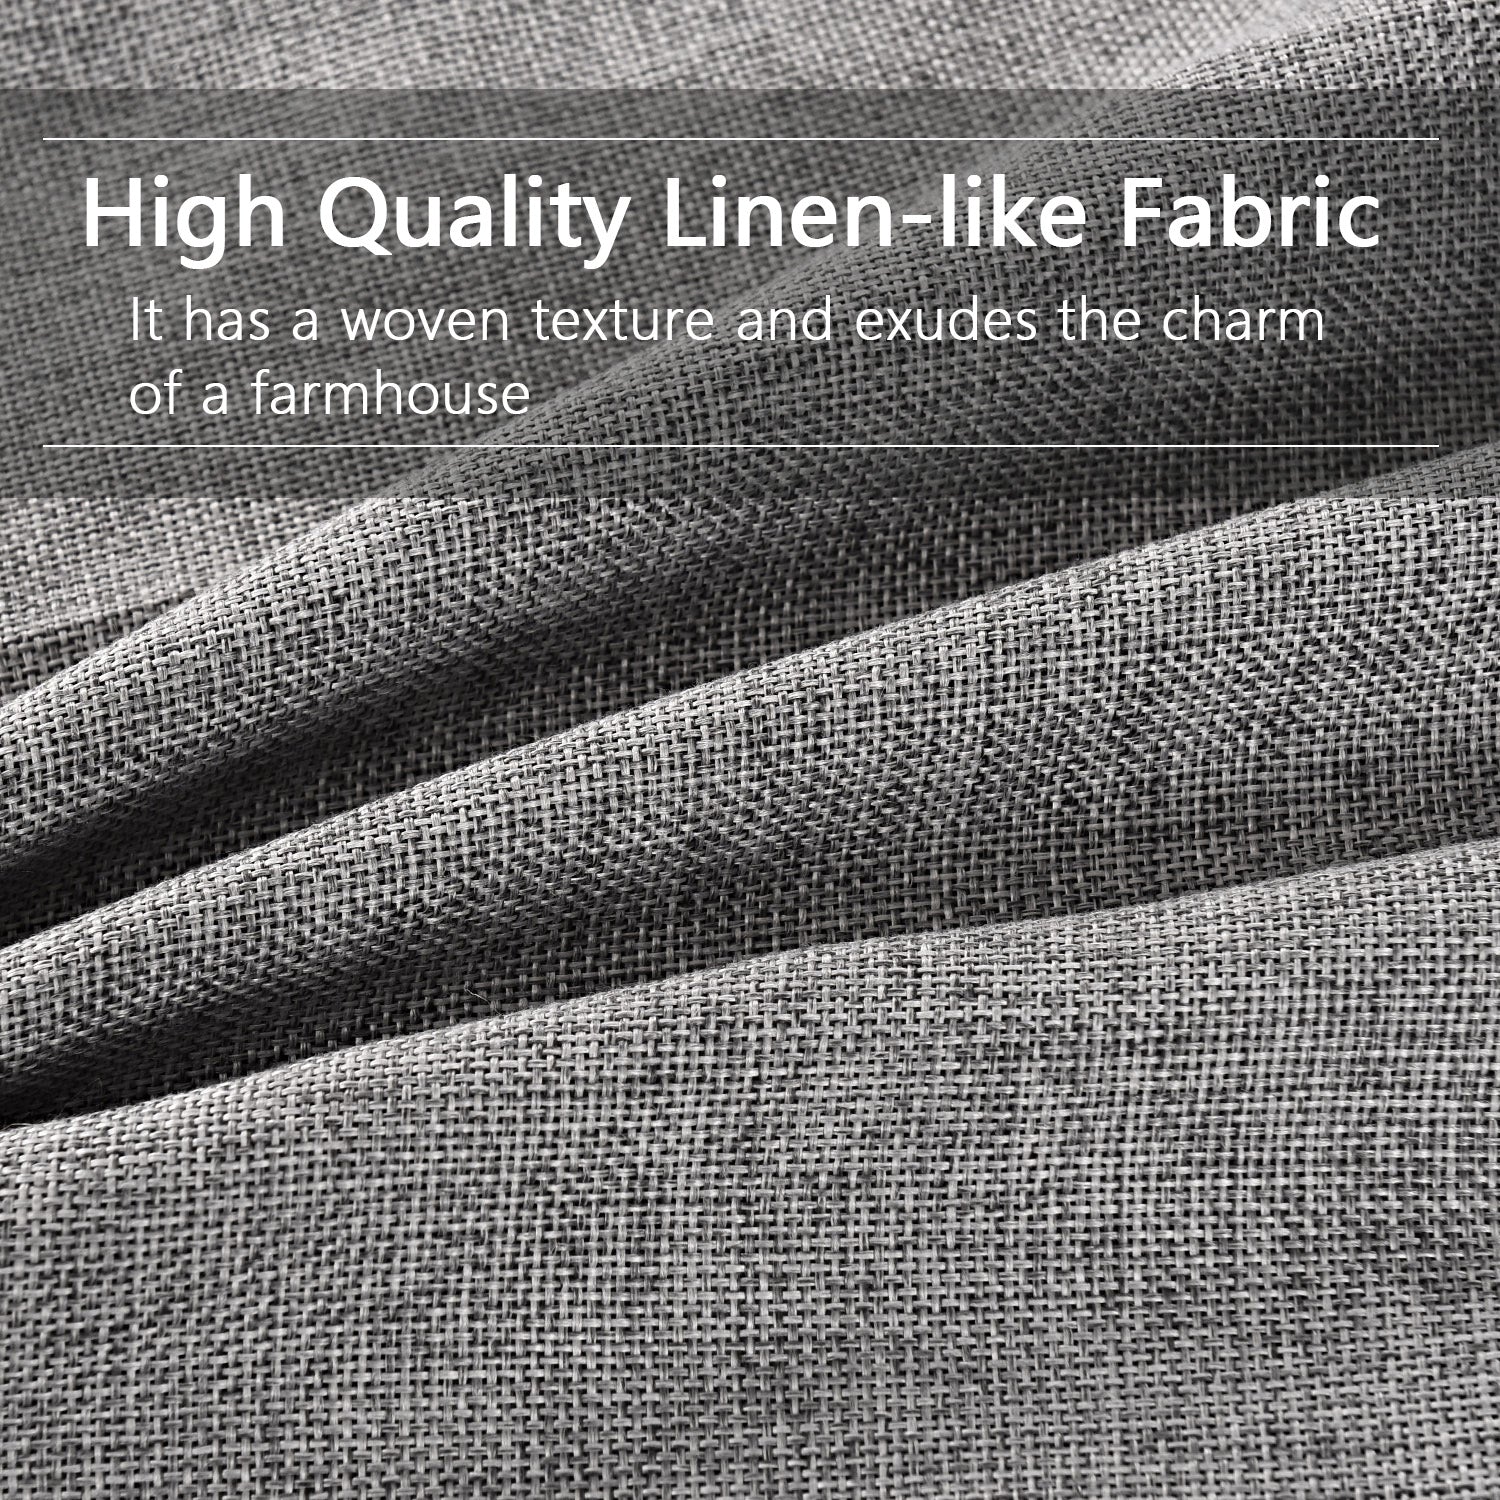 High Quality Linen-like Fabric
It has a woven texture and exudes the charm
of a farmhouse